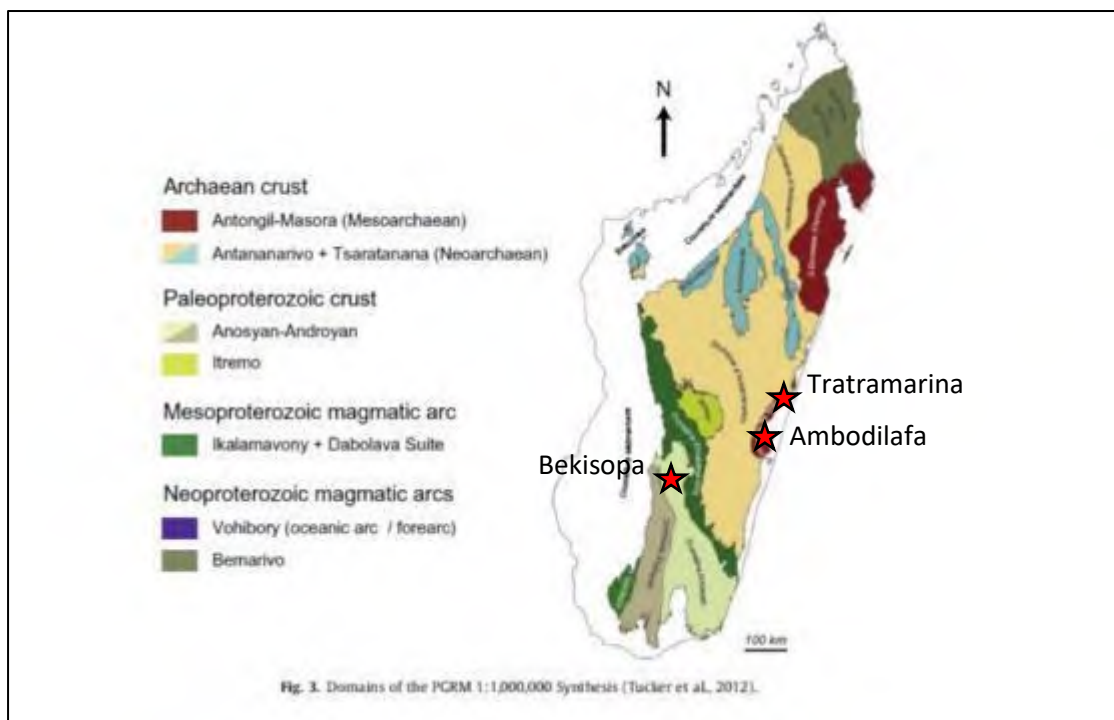 N
Archaean crust
Antongil-Masora (Mesoarchaean)
Antananarivo + Tsaratanana (Neoarchaean)
Paleoproterozoic crust
Anosyan-Androyan
Itremo
Mesoproterozoic magmatic arc
Ikalamavony + Dabolava Suite
Neoproterozoic magmatic arcs
Vohibory (oceanic arc / forearc)
Bemarivo
Tratramarina
Ambodilafa
Bekisopa
100 km
Fig. 3. Domains of the PGRM 1:1,000,000 Synthesis (Tucker et al., 2012).